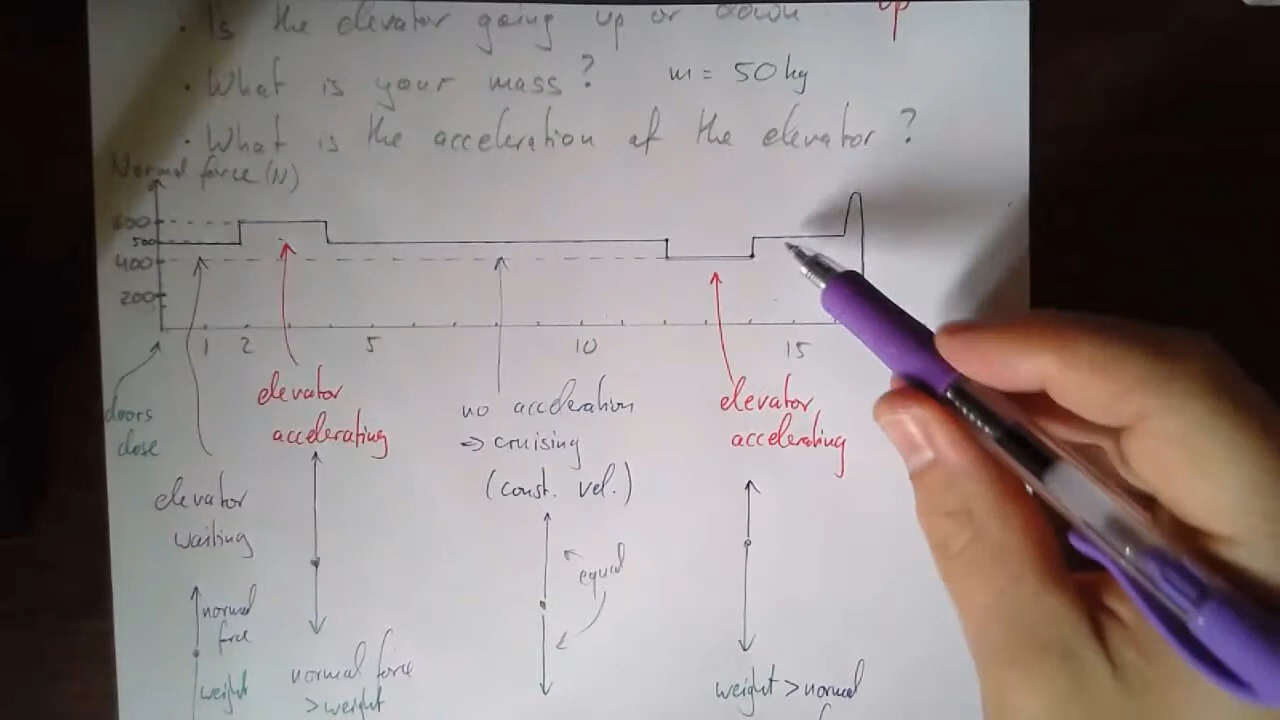 • Is the elevator going up or down up
• What is your mass? m = 50 kg
• What is the acceleration of the elevator?
Normal force (N)
600
500
400
200
1 2 5 10 15
doors
close
elevator
waiting
normal
force
weight
elevator
accelerating
normal force
> weight
no acceleration
⇒ cruising
(const. vel.)
equal
elevator
accelerating
weight > normal